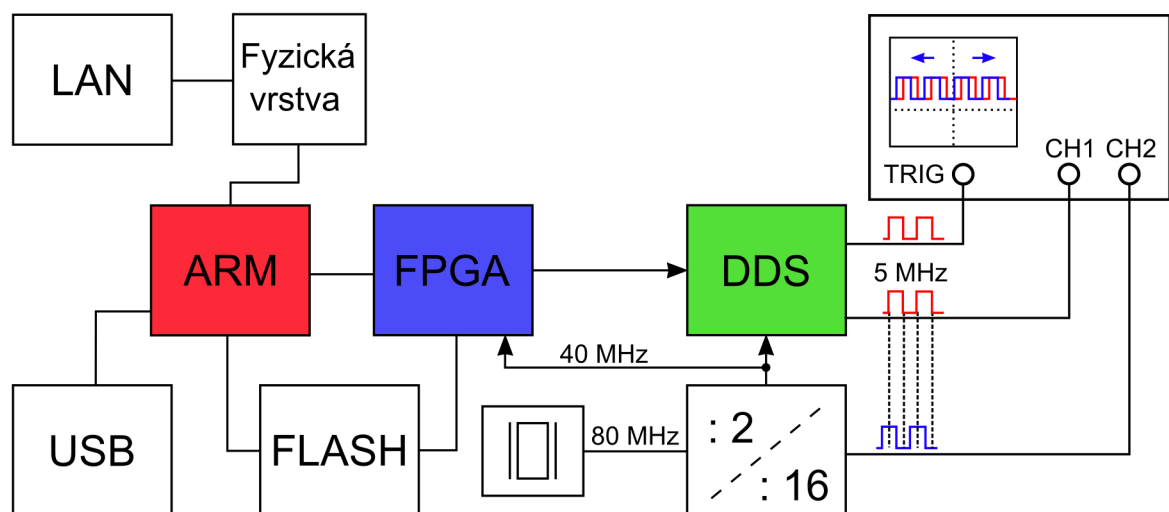 LAN
Fyzická
vrstva
TRIG
CH1
CH2
ARM
FPGA
DDS
5 MHz
40 MHz
USB
FLASH
80 MHz
: 2
: 16